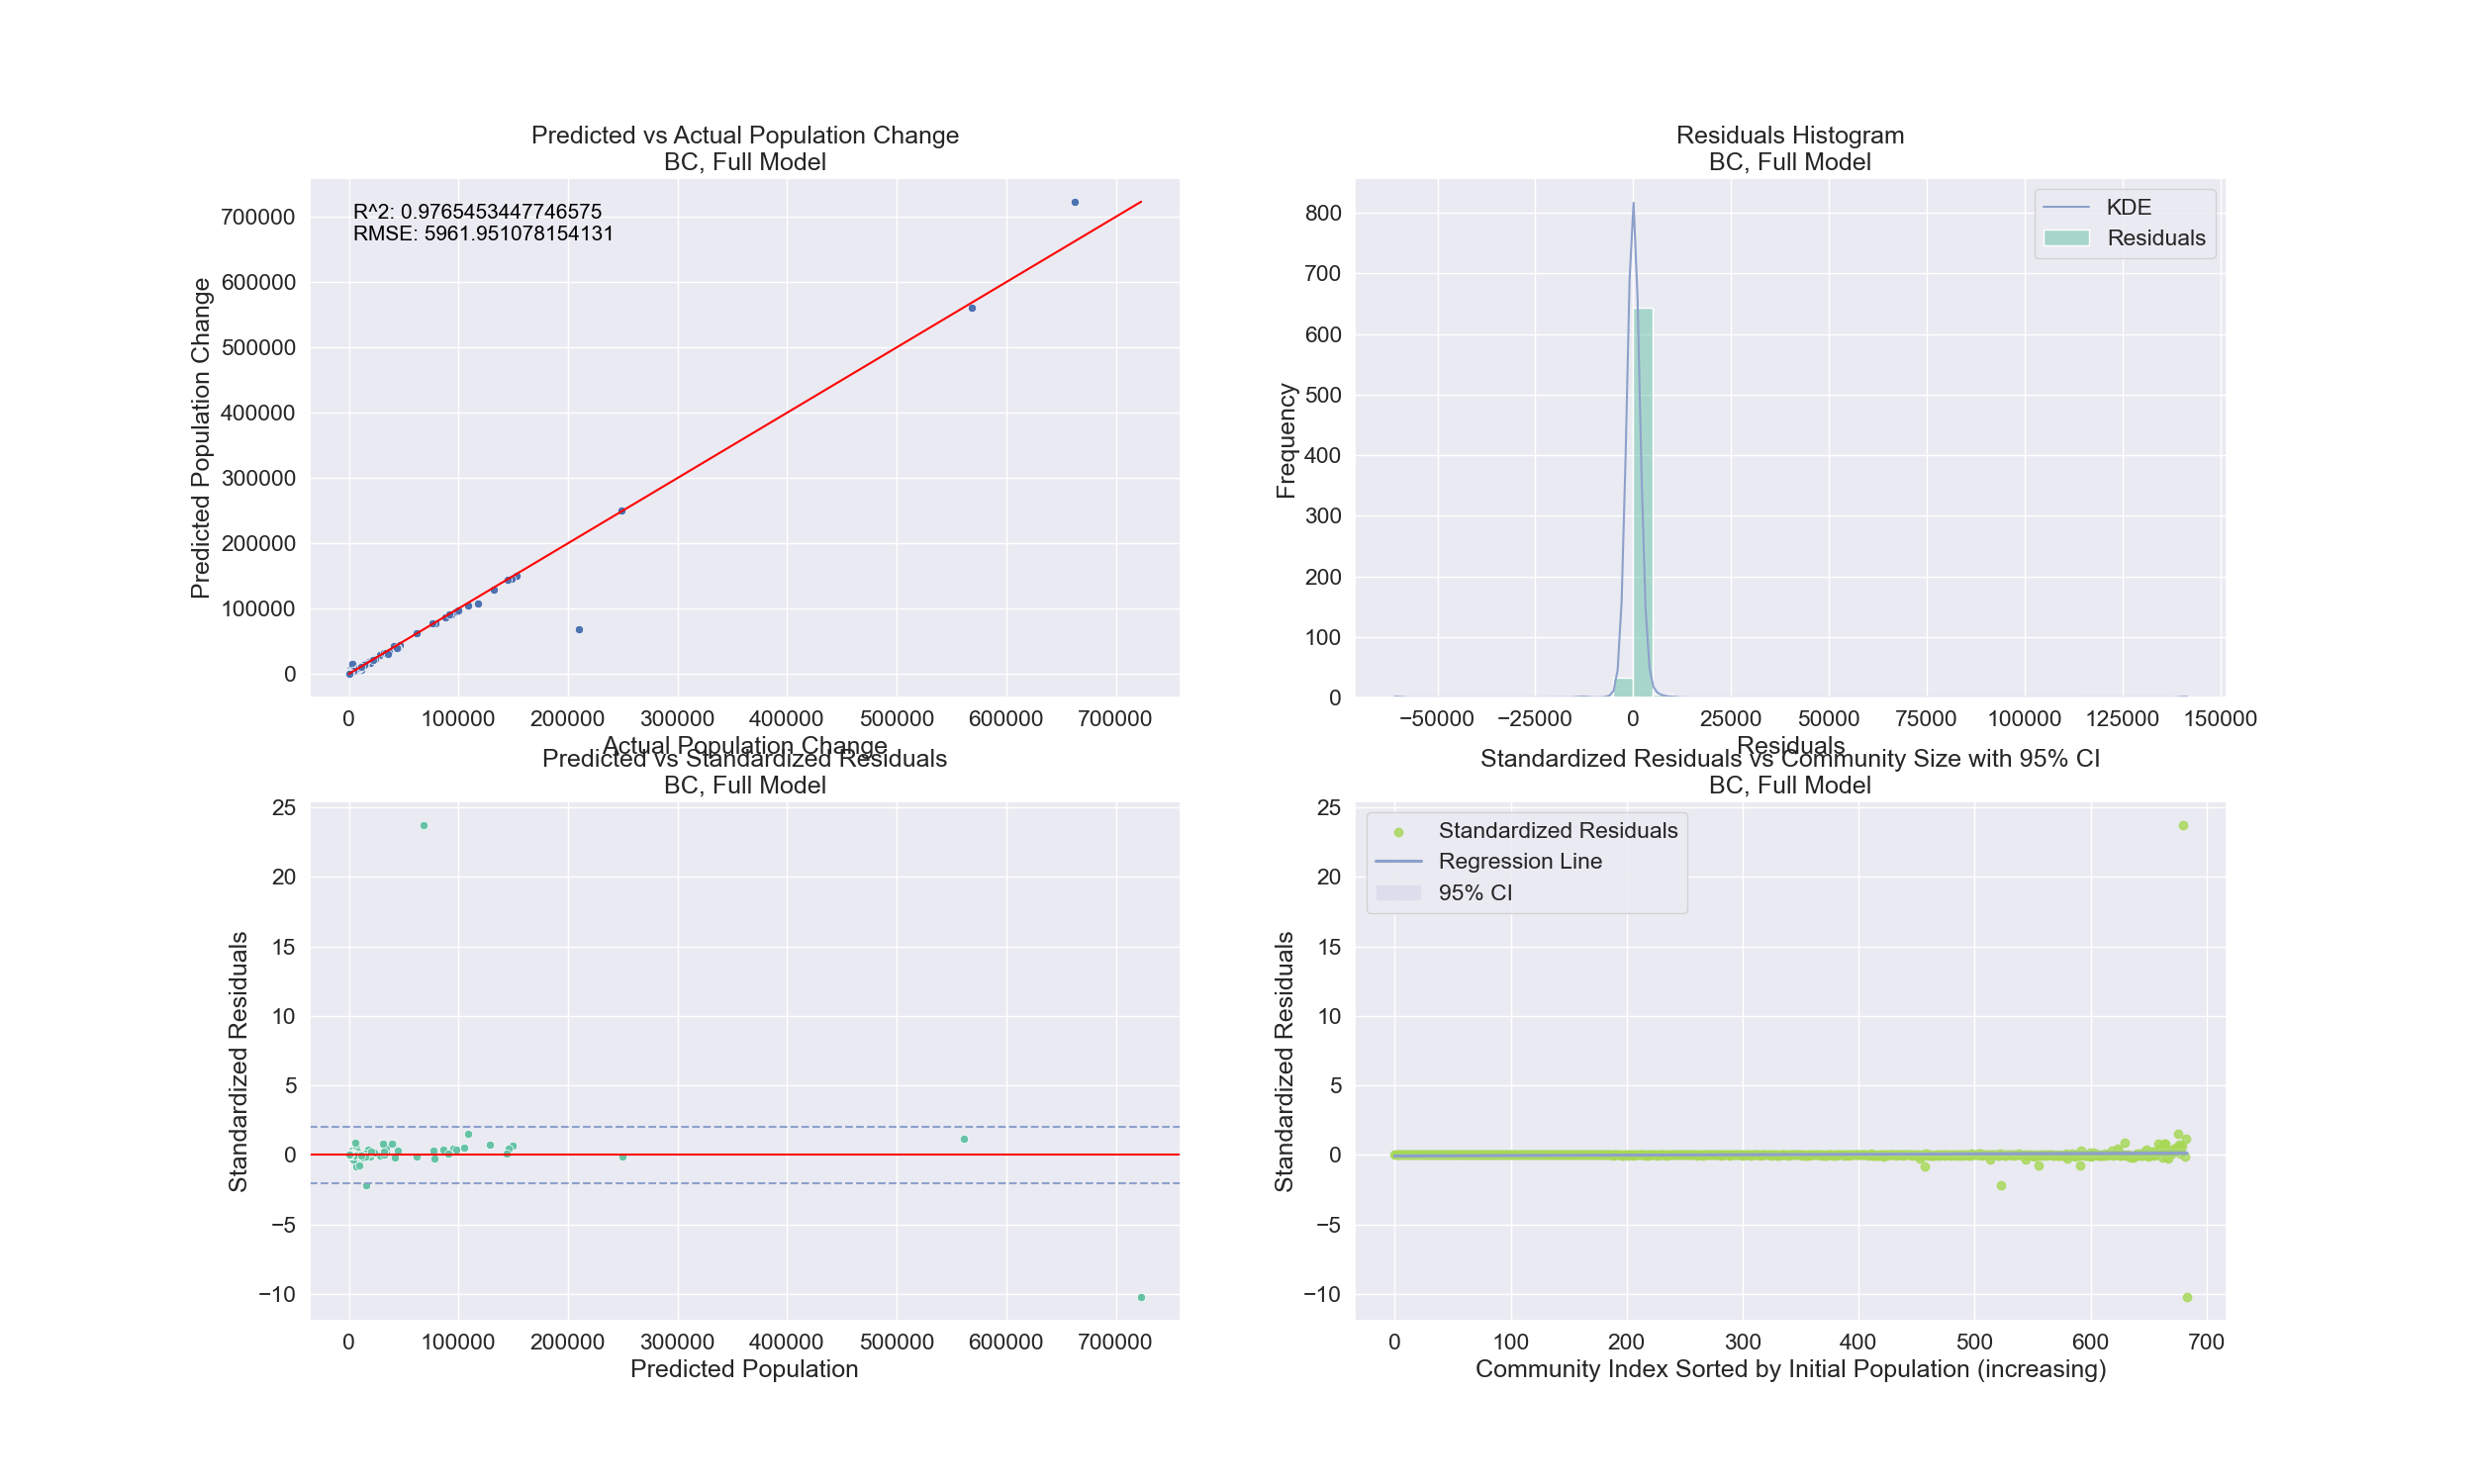 Predicted vs Actual Population Change
BC, Full Model
R^2: 0.9765453447746575
RMSE: 5961.951078154131
Predicted Population Change
700000
600000
500000
400000
300000
200000
100000
0
0 100000 200000 300000 400000 500000 600000 700000
Actual Population Change
Residuals Histogram
BC, Full Model
KDE
Residuals
Frequency
800
700
600
500
400
300
200
100
0
−50000 −25000 0 25000 50000 75000 100000 125000 150000
Residuals
Predicted vs Standardized Residuals
BC, Full Model
Standardized Residuals
25
20
15
10
5
0
−5
−10
0 100000 200000 300000 400000 500000 600000 700000
Predicted Population
Standardized Residuals vs Community Size with 95% CI
BC, Full Model
Standardized Residuals
Regression Line
95% CI
Standardized Residuals
25
20
15
10
5
0
−5
−10
0 100 200 300 400 500 600 700
Community Index Sorted by Initial Population (increasing)